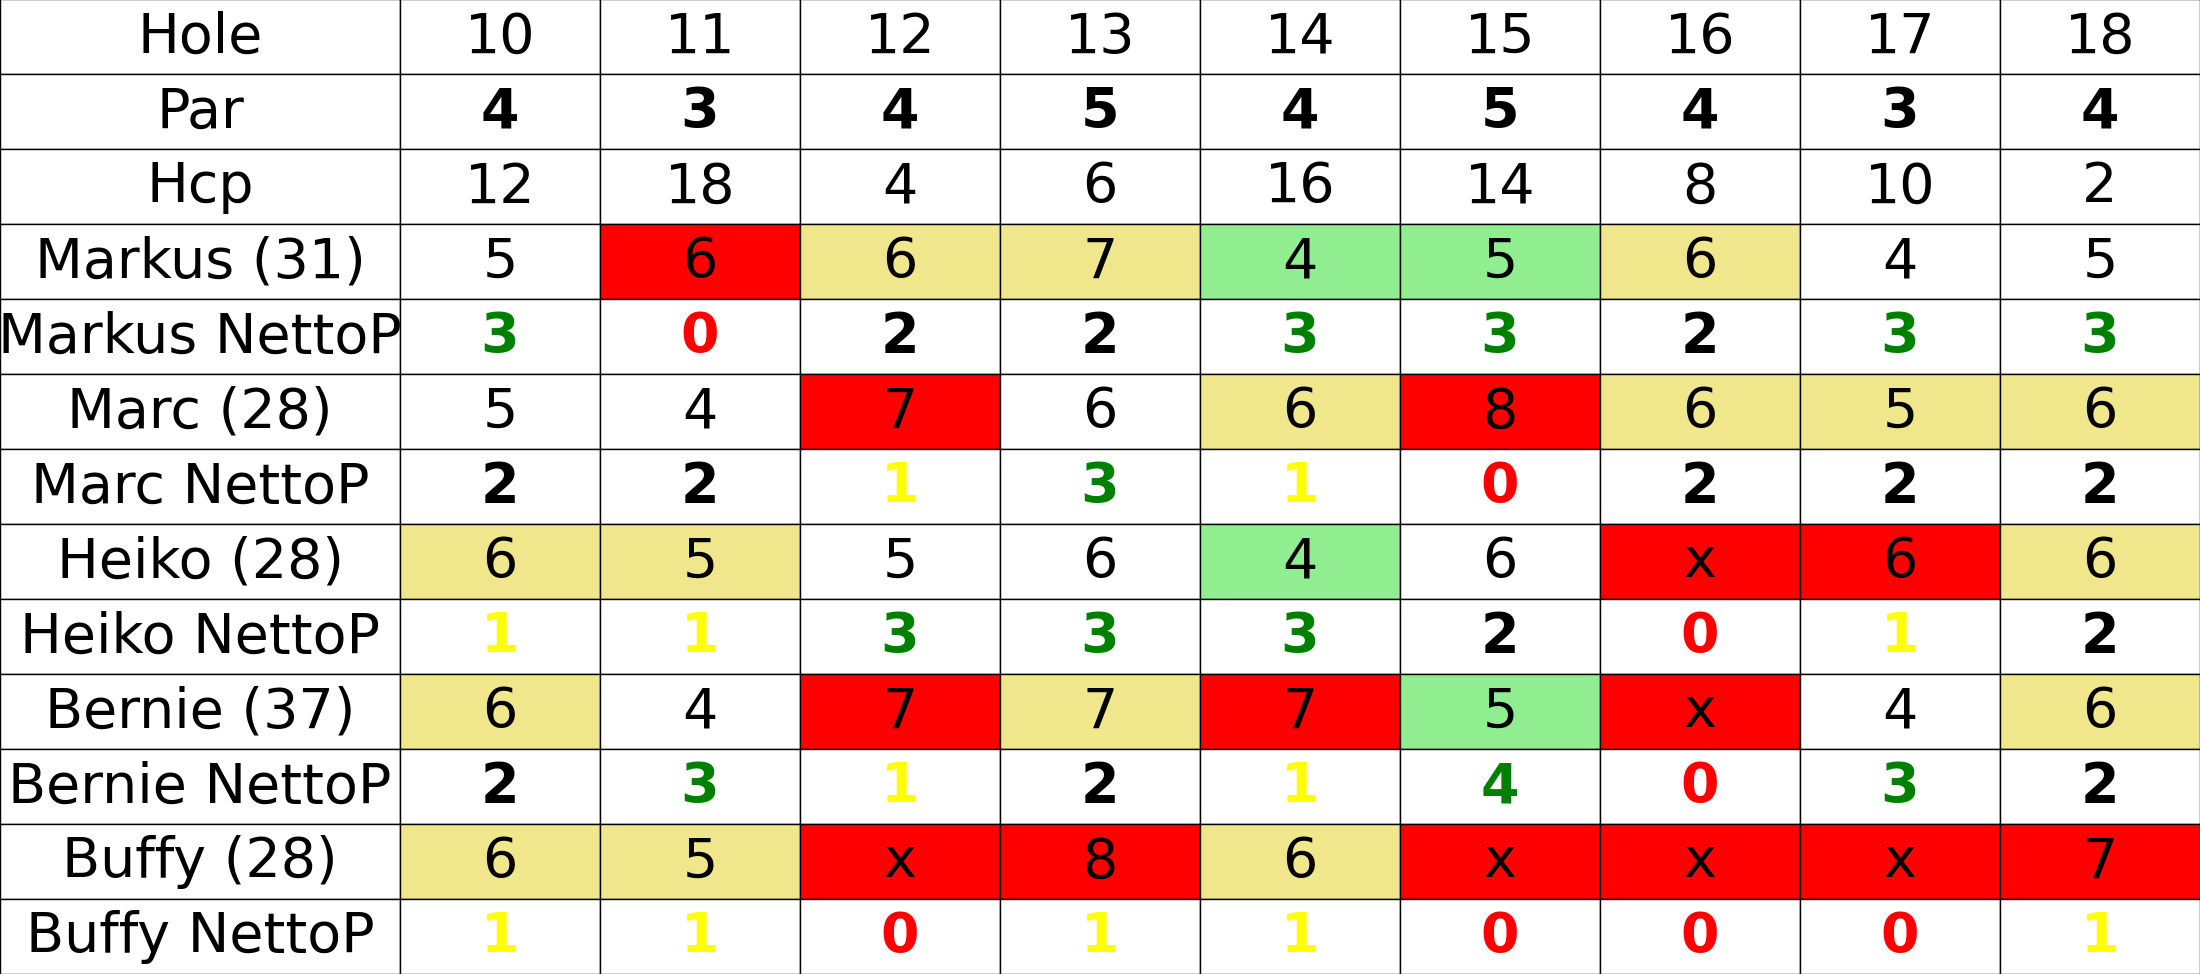 Hole 10 11 12 13 14 15 16 17 18
Par 4 3 4 5 4 5 4 3 4
Hcp 12 18 4 6 16 14 8 10 2
Markus (31) 5 6 6 7 4 5 6 4 5
Markus NettoP 3 0 2 2 3 3 2 3 3
Marc (28) 5 4 7 6 6 8 6 5 6
Marc NettoP 2 2 1 3 1 0 2 2 2
Heiko (28) 6 5 5 6 4 6 x 6 6
Heiko NettoP 1 1 3 3 3 2 0 1 2
Bernie (37) 6 4 7 7 7 5 x 4 6
Bernie NettoP 2 3 1 2 1 4 0 3 2
Buffy (28) 6 5 x 8 6 x x x 7
Buffy NettoP 1 1 0 1 1 0 0 0 1